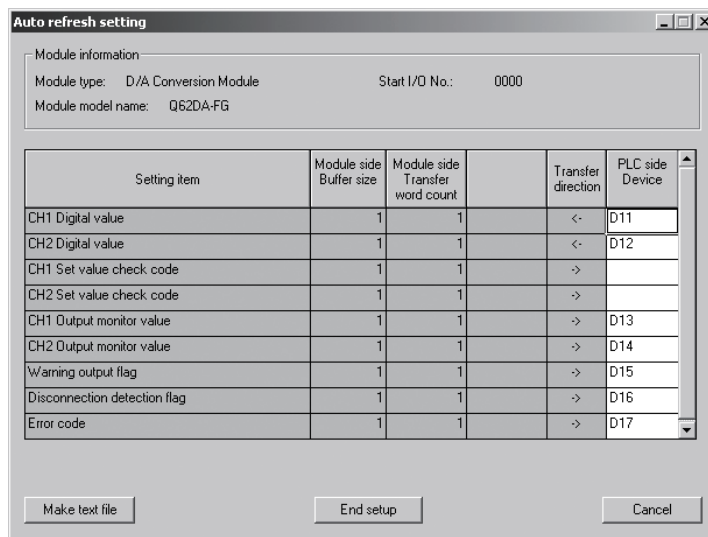 Auto refresh setting
Module information
Module type: D/A Conversion Module Start I/O No.: 0000
Module model name: Q62DA-FG
Setting item Module side Buffer size Module side Transfer word count Transfer direction PLC side Device
CH1 Digital value 1 1 <- D11
CH2 Digital value 1 1 <- D12
CH1 Set value check code 1 1 ->
CH2 Set value check code 1 1 ->
CH1 Output monitor value 1 1 -> D13
CH2 Output monitor value 1 1 -> D14
Warning output flag 1 1 -> D15
Disconnection detection flag 1 1 -> D16
Error code 1 1 -> D17
Make text file End setup Cancel